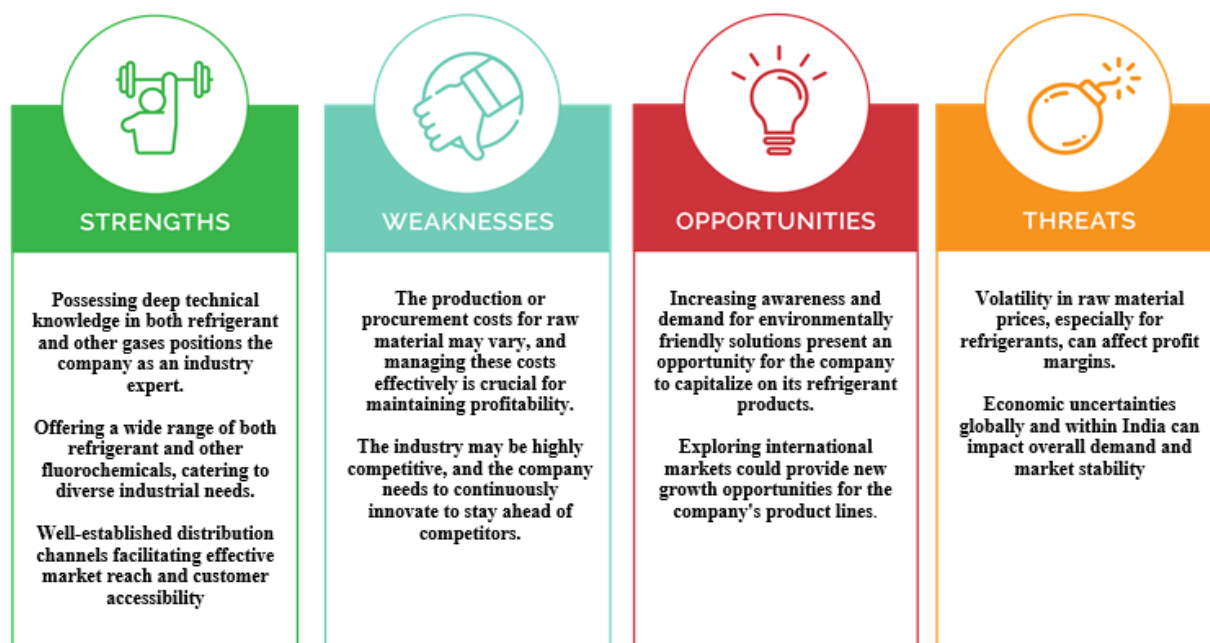 STRENGTHS
Possessing deep technical
knowledge in both refrigerant
and other gases positions the
company as an industry
expert.
Offering a wide range of both
refrigerant and other
fluorochemicals, catering to
diverse industrial needs.
Well-established distribution
channels facilitating effective
market reach and customer
accessibility
WEAKNESSES
The production or
procurement costs for raw
material may vary, and
managing these costs
effectively is crucial for
maintaining profitability.
The industry may be highly
competitive, and the company
needs to continuously
innovate to stay ahead of
competitors.
OPPORTUNITIES
Increasing awareness and
demand for environmentally
friendly solutions present an
opportunity for the company
to capitalize on its refrigerant
products.
Exploring international
markets could provide new
growth opportunities for the
company's product lines.
THREATS
Volatility in raw material
prices, especially for
refrigerants, can affect profit
margins.
Economic uncertainties
globally and within India can
impact overall demand and
market stability